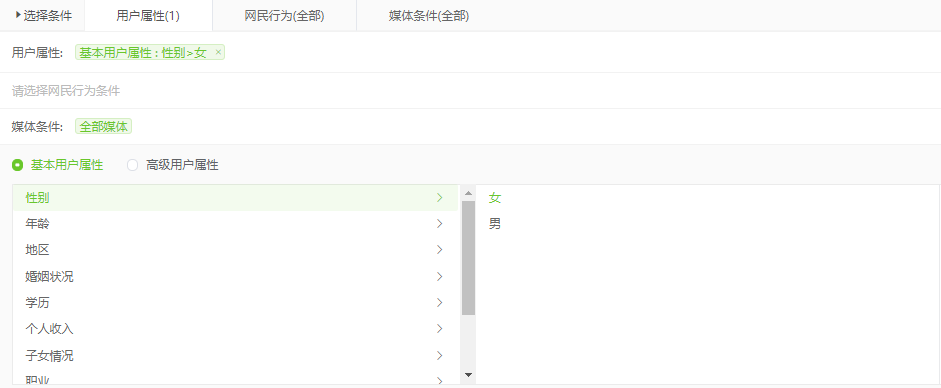 选择条件 用户属性(1) 网民行为(全部) 媒体条件(全部)
用户属性: 基本用户属性:性别>女 ×
请选择网民行为条件
媒体条件: 全部媒体
基本用户属性 高级用户属性
性别 女
年龄 男
地区
婚姻状况
学历
个人收入
子女情况
职业